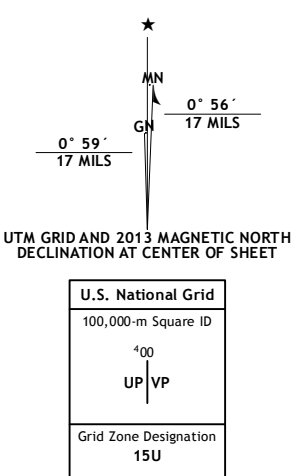 ★
MN
0° 56´
17 MILS
GN
0° 59´
17 MILS
UTM GRID AND 2013 MAGNETIC NORTH
DECLINATION AT CENTER OF SHEET
U.S. National Grid
100,000-m Square ID
⁴00
UP VP
Grid Zone Designation
15U